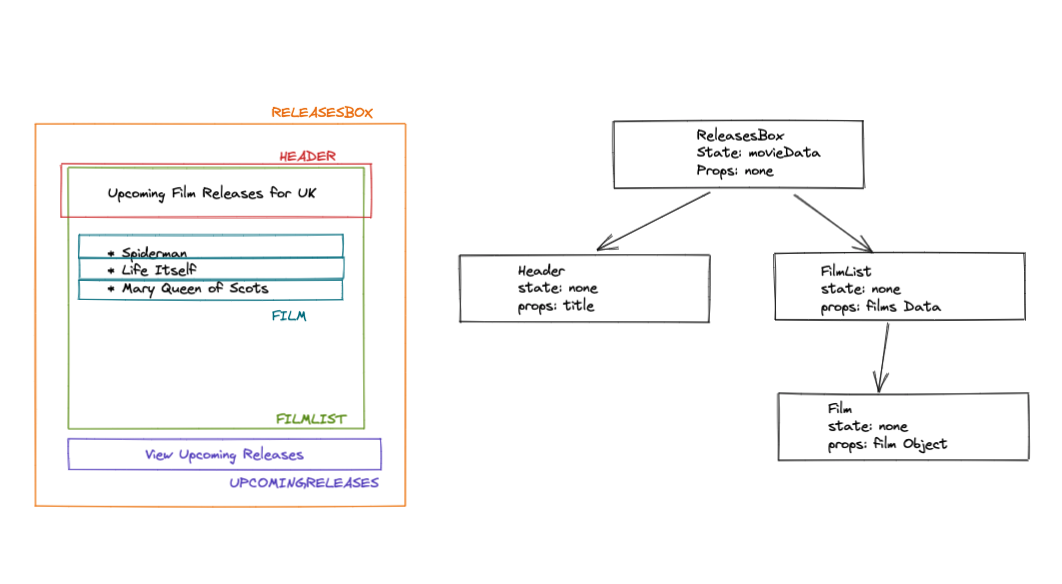 RELEASESBOX
HEADER
Upcoming Film Releases for UK
* Spiderman
* Life Itself
* Mary Queen of Scots
FILM
FILMLIST
View Upcoming Releases
UPCOMINGRELEASES
ReleasesBox
State: movieData
Props: none
Header
state: none
props: title
FilmList
state: none
props: films Data
Film
state: none
props: film Object